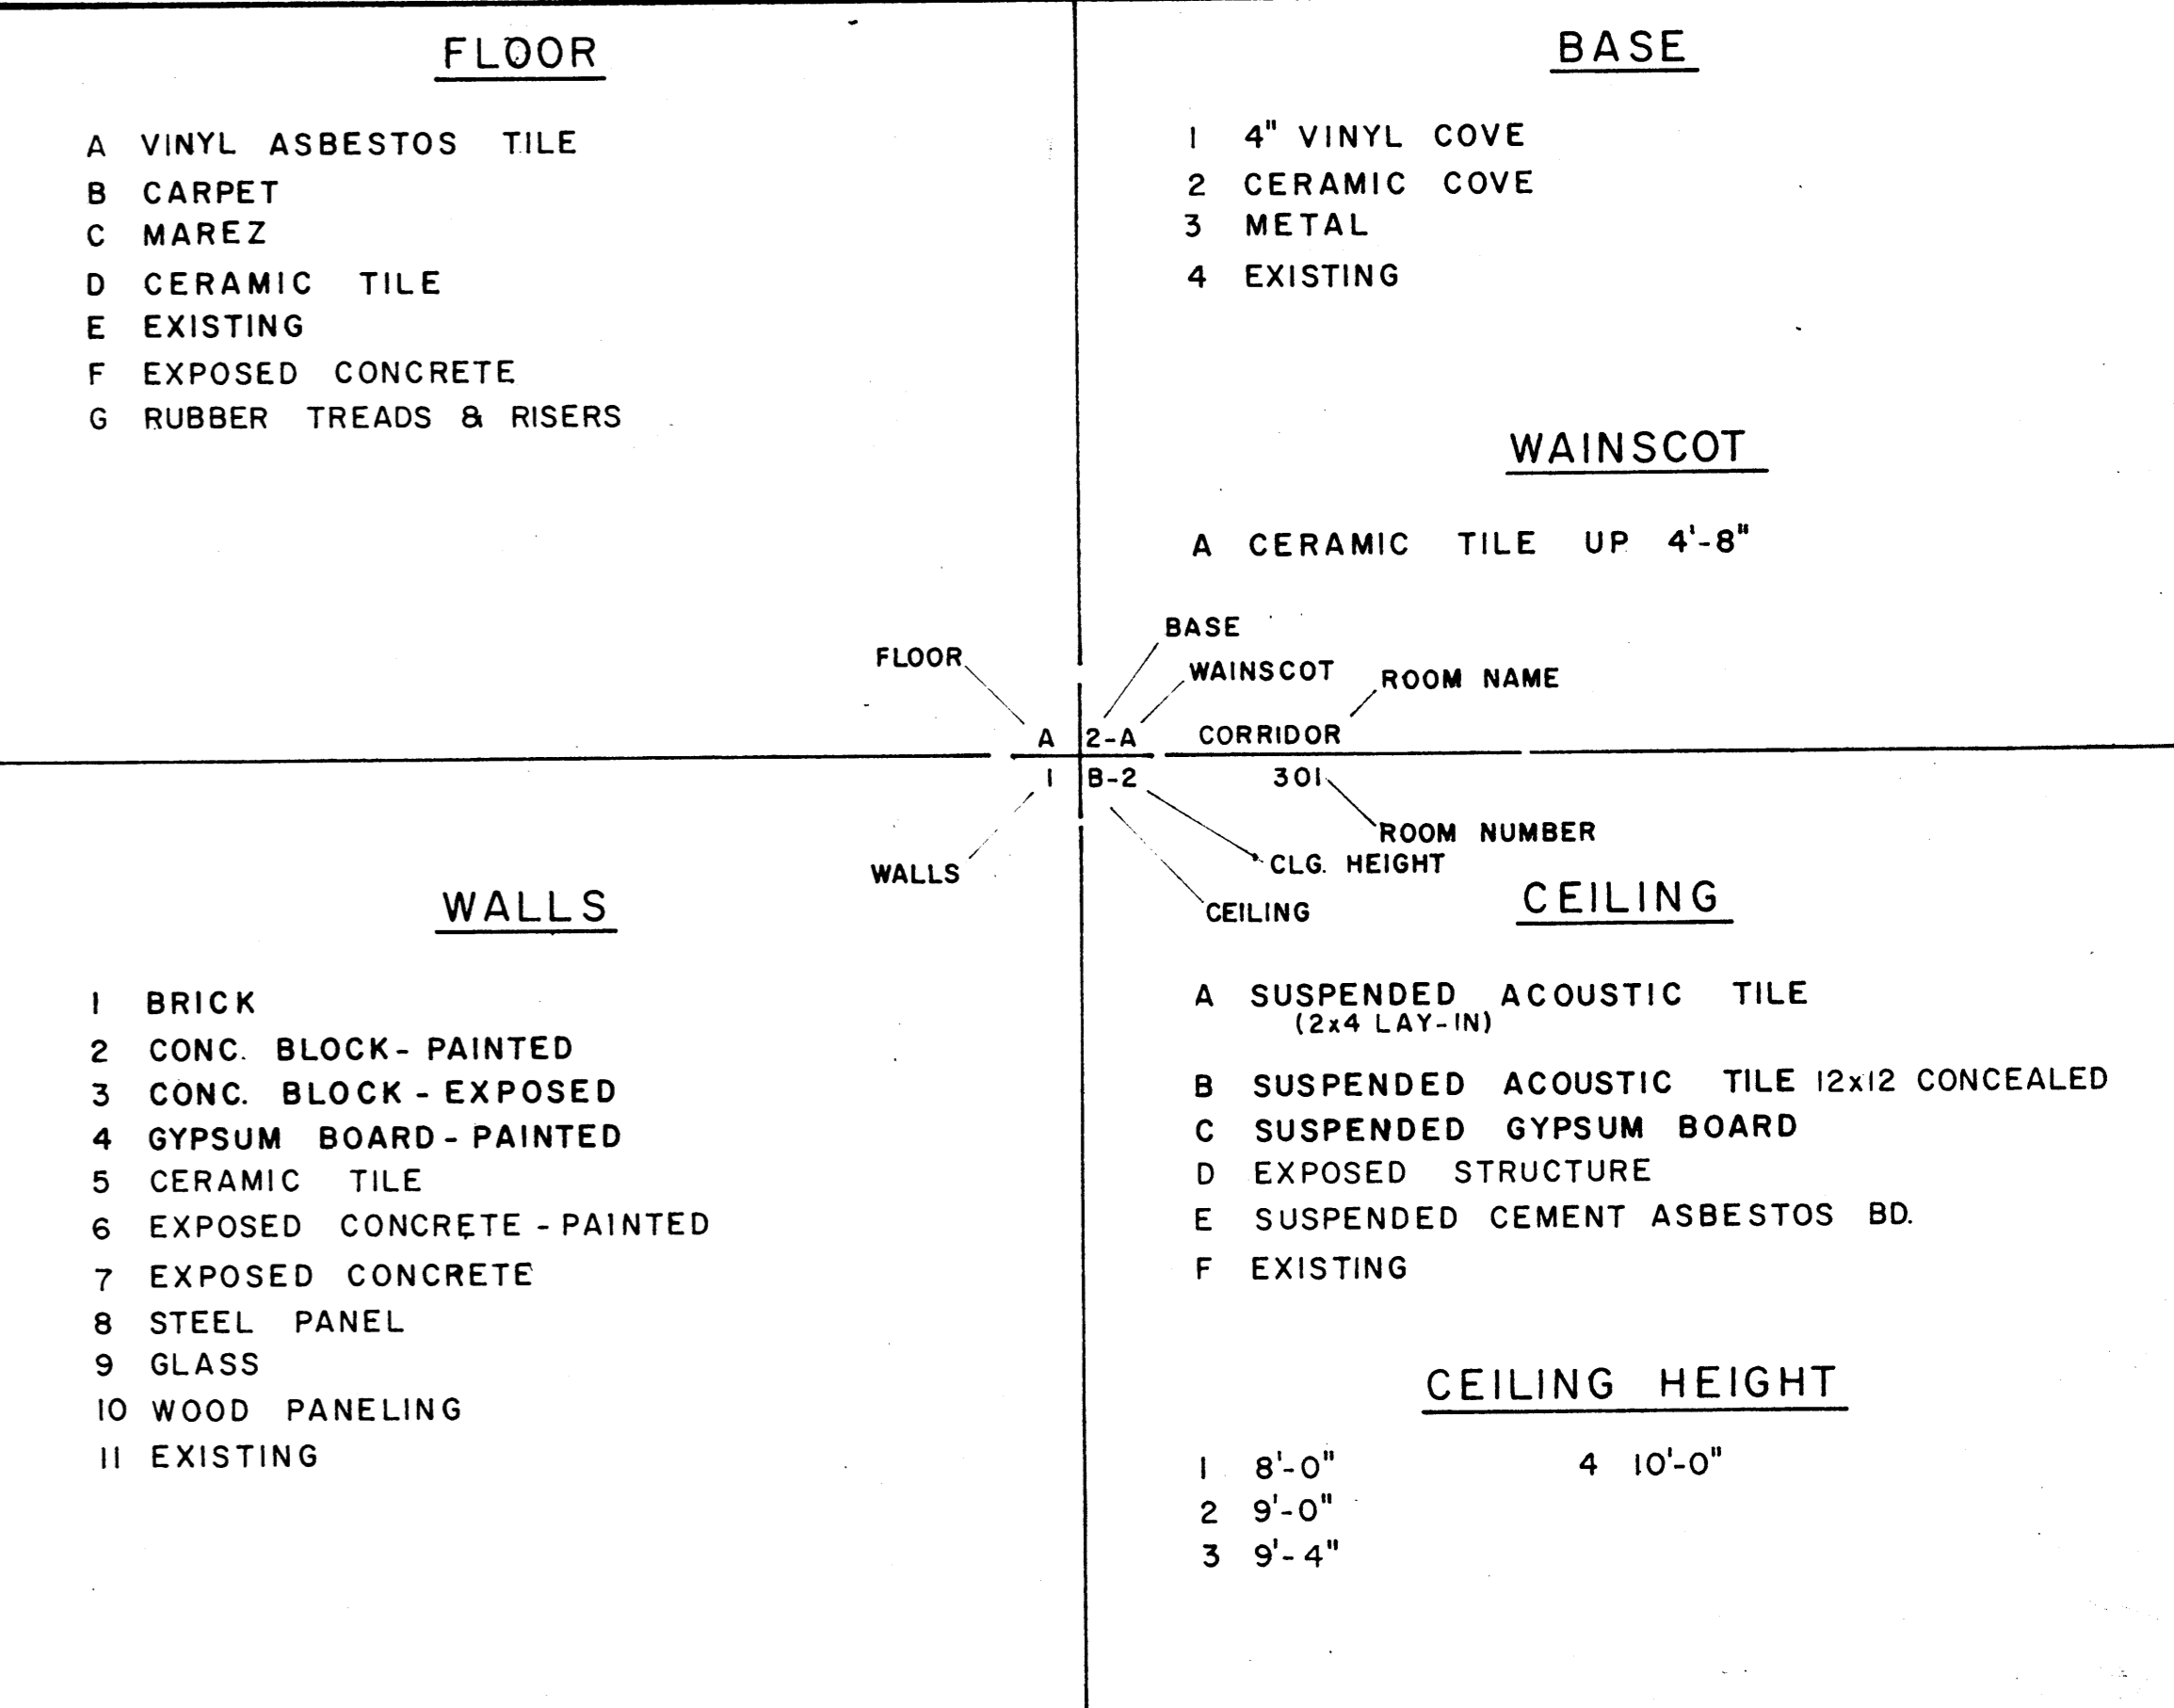 FLOOR
A VINYL ASBESTOS TILE
B CARPET
C MAREZ
D CERAMIC TILE
E EXISTING
F EXPOSED CONCRETE
G RUBBER TREADS & RISERS
BASE
1 4" VINYL COVE
2 CERAMIC COVE
3 METAL
4 EXISTING
WAINSCOT
A CERAMIC TILE UP 4'-8"
BASE
FLOOR
WAINSCOT
ROOM NAME
A 2-A CORRIDOR
1 B-2 301
ROOM NUMBER
CLG. HEIGHT
WALLS
CEILING
WALLS
1 BRICK
2 CONC. BLOCK - PAINTED
3 CONC. BLOCK - EXPOSED
4 GYPSUM BOARD - PAINTED
5 CERAMIC TILE
6 EXPOSED CONCRETE - PAINTED
7 EXPOSED CONCRETE
8 STEEL PANEL
9 GLASS
10 WOOD PANELING
11 EXISTING
CEILING
A SUSPENDED ACOUSTIC TILE
(2x4 LAY-IN)
B SUSPENDED ACOUSTIC TILE 12x12 CONCEALED
C SUSPENDED GYPSUM BOARD
D EXPOSED STRUCTURE
E SUSPENDED CEMENT ASBESTOS BD.
F EXISTING
CEILING HEIGHT
1 8'-0" 4 10'-0"
2 9'-0"
3 9'-4"